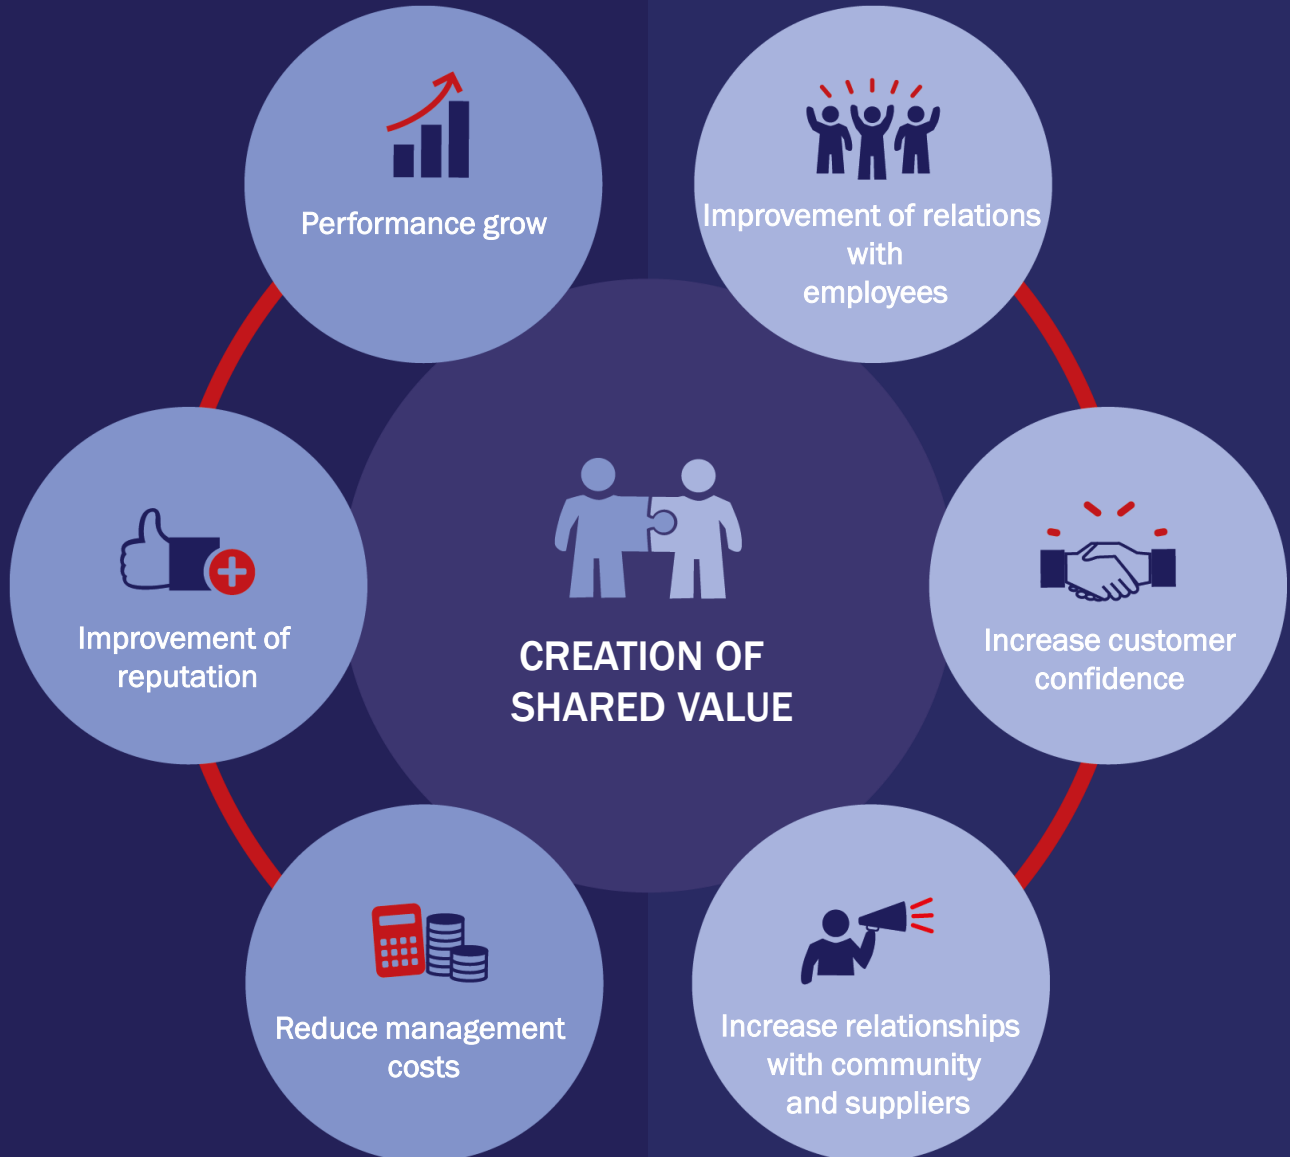 Performance grow
Improvement of relations
with
employees
Improvement of
reputation
CREATION OF
SHARED VALUE
Increase customer
confidence
Reduce management
costs
Increase relationships
with community
and suppliers